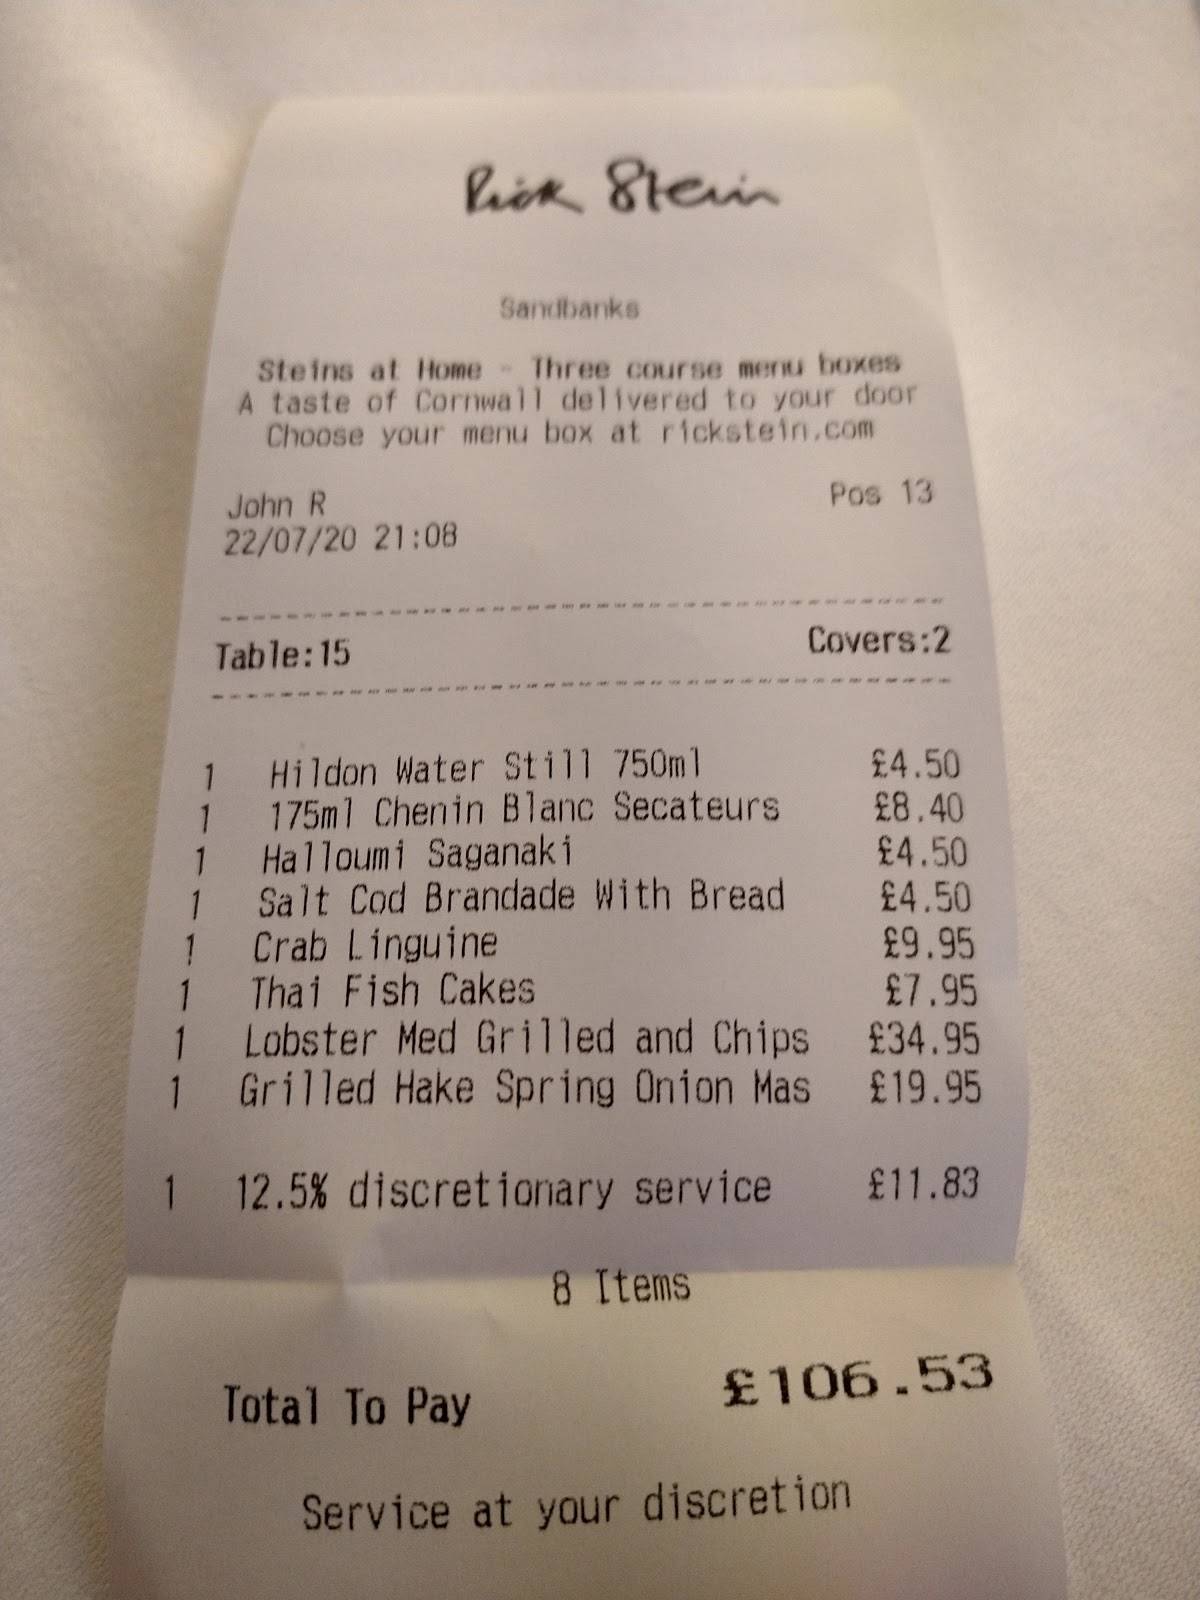 Rick Stein
Sandbanks
Steins at Home - Three course menu boxes
A taste of Cornwall delivered to your door
Choose your menu box at rickstein.com
John R Pos 13
22/07/20 21:08
Table:15 Covers:2
1 Hildon Water Still 750ml £4.50
1 175ml Chenin Blanc Secateurs £8.40
1 Halloumi Saganaki £4.50
1 Salt Cod Brandade With Bread £4.50
1 Crab Linguine £9.95
1 Thai Fish Cakes £7.95
1 Lobster Med Grilled and Chips £34.95
1 Grilled Hake Spring Onion Mas £19.95
1 12.5% discretionary service £11.83
8 Items
Total To Pay £106.53
Service at your discretion